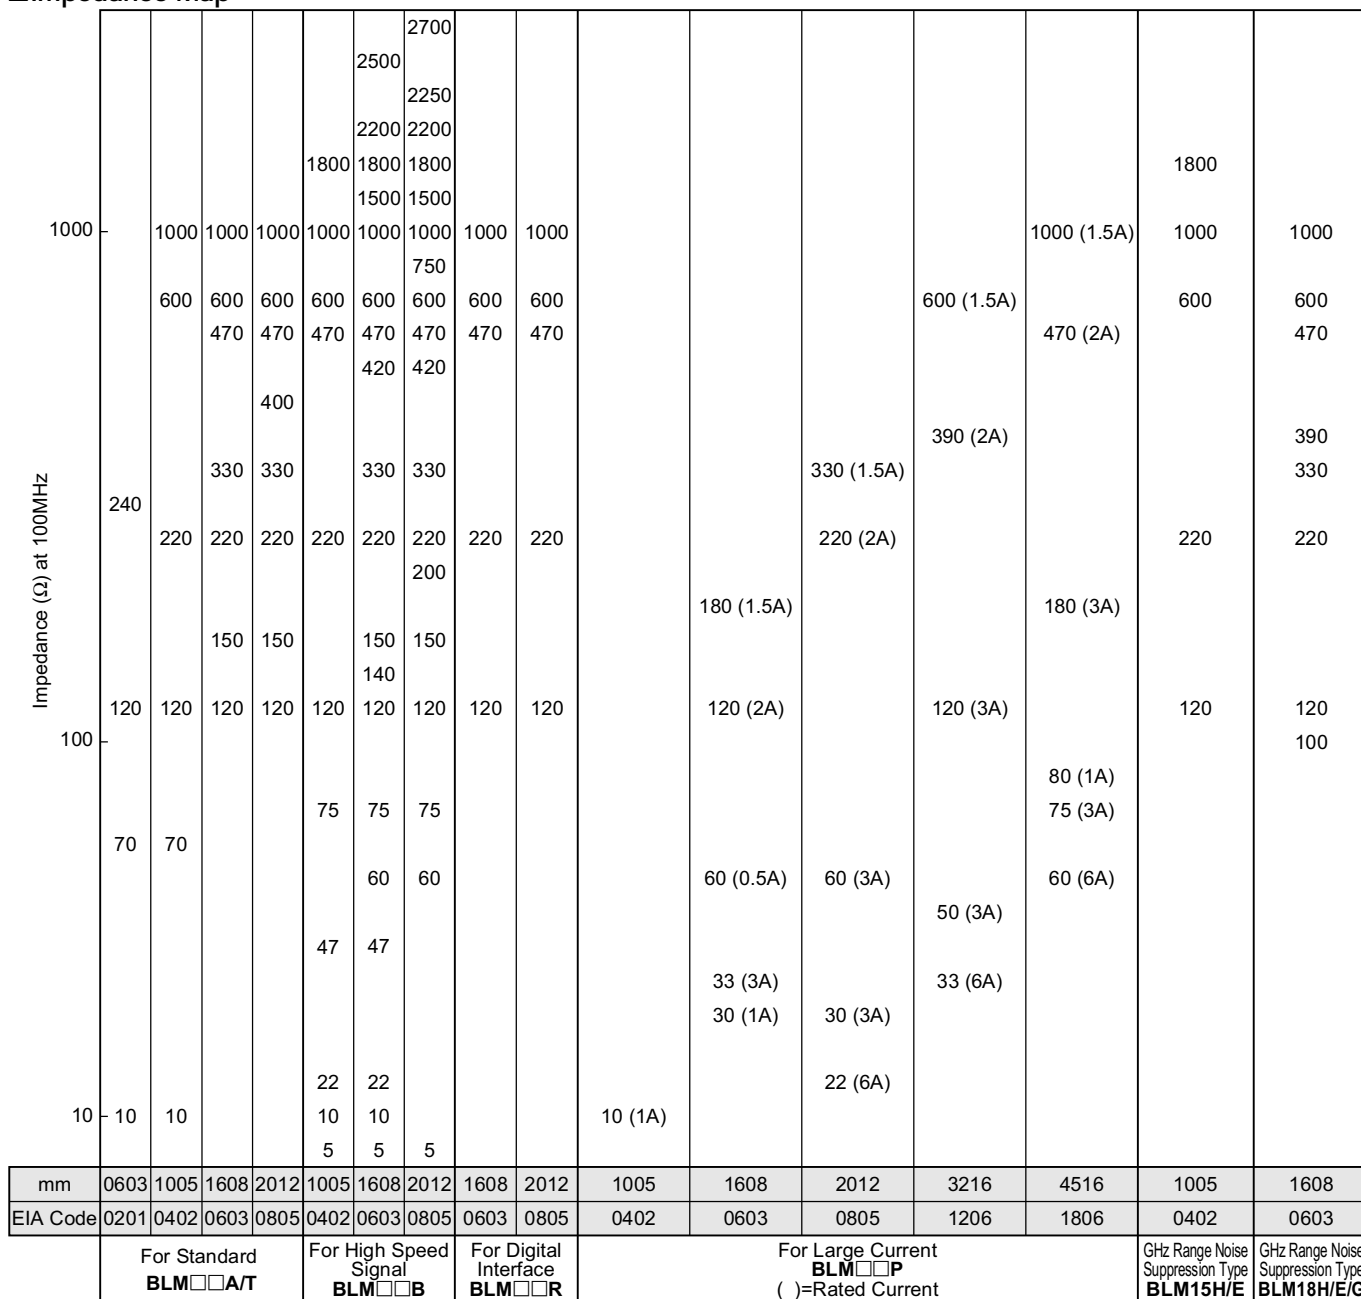 ■Impedance Map
2700
2500
2250
2200 2200
1800 1800 1800 1800
1500 1500
1000 1000 1000 1000 1000 1000 1000 1000 1000 1000 (1.5A) 1000 1000
750
600 600 600 600 600 600 600 600 600 (1.5A) 600 600
470 470 470 470 470 470 470 470 (2A) 470
420 420
400
390 (2A) 390
330 330 330 330 330 (1.5A) 330
240
220 220 220 220 220 220 220 220 220 (2A) 220 220
200
180 (1.5A) 180 (3A)
150 150 150 150
140
120 120 120 120 120 120 120 120 120 120 (2A) 120 (3A) 120 120
100 100
80 (1A)
75 75 75 75 (3A)
70 70
60 60 60 (0.5A) 60 (3A) 60 (6A)
50 (3A)
47 47
33 (3A) 33 (6A)
30 (1A) 30 (3A)
22 22 22 (6A)
10 10 10 10 10 10 (1A)
5 5 5
Impedance (Ω) at 100MHz
mm 0603 1005 1608 2012 1005 1608 2012 1608 2012 1005 1608 2012 3216 4516 1005 1608
EIA Code 0201 0402 0603 0805 0402 0603 0805 0603 0805 0402 0603 0805 1206 1806 0402 0603
For Standard
BLM□□A/T
For High Speed
Signal
BLM□□B
For Digital
Interface
BLM□□R
For Large Current
BLM□□P
( )=Rated Current
GHz Range Noise
Suppression Type
BLM15H/E
GHz Range Noise
Suppression Type
BLM18H/E/G